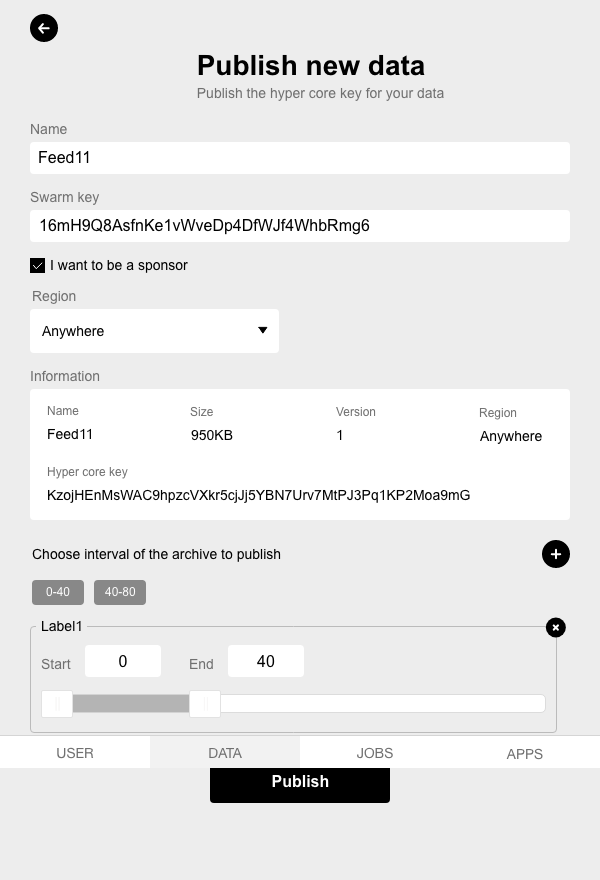 Publish new data
Publish the hyper core key for your data
Name
Feed11
Swarm key
16mH9Q8AsfnKe1vWveDp4DfWJf4WhbRmg6
I want to be a sponsor
Region
Anywhere
Information
Name Size Version Region
Feed11 950KB 1 Anywhere
Hyper core key
KzojHEnMsWAC9hpzcVXkr5cjJj5YBN7Urv7MtPJ3Pq1KP2Moa9mG
Choose interval of the archive to publish
0-40 40-80
Label1
Start 0 End 40
USER DATA JOBS APPS
Publish